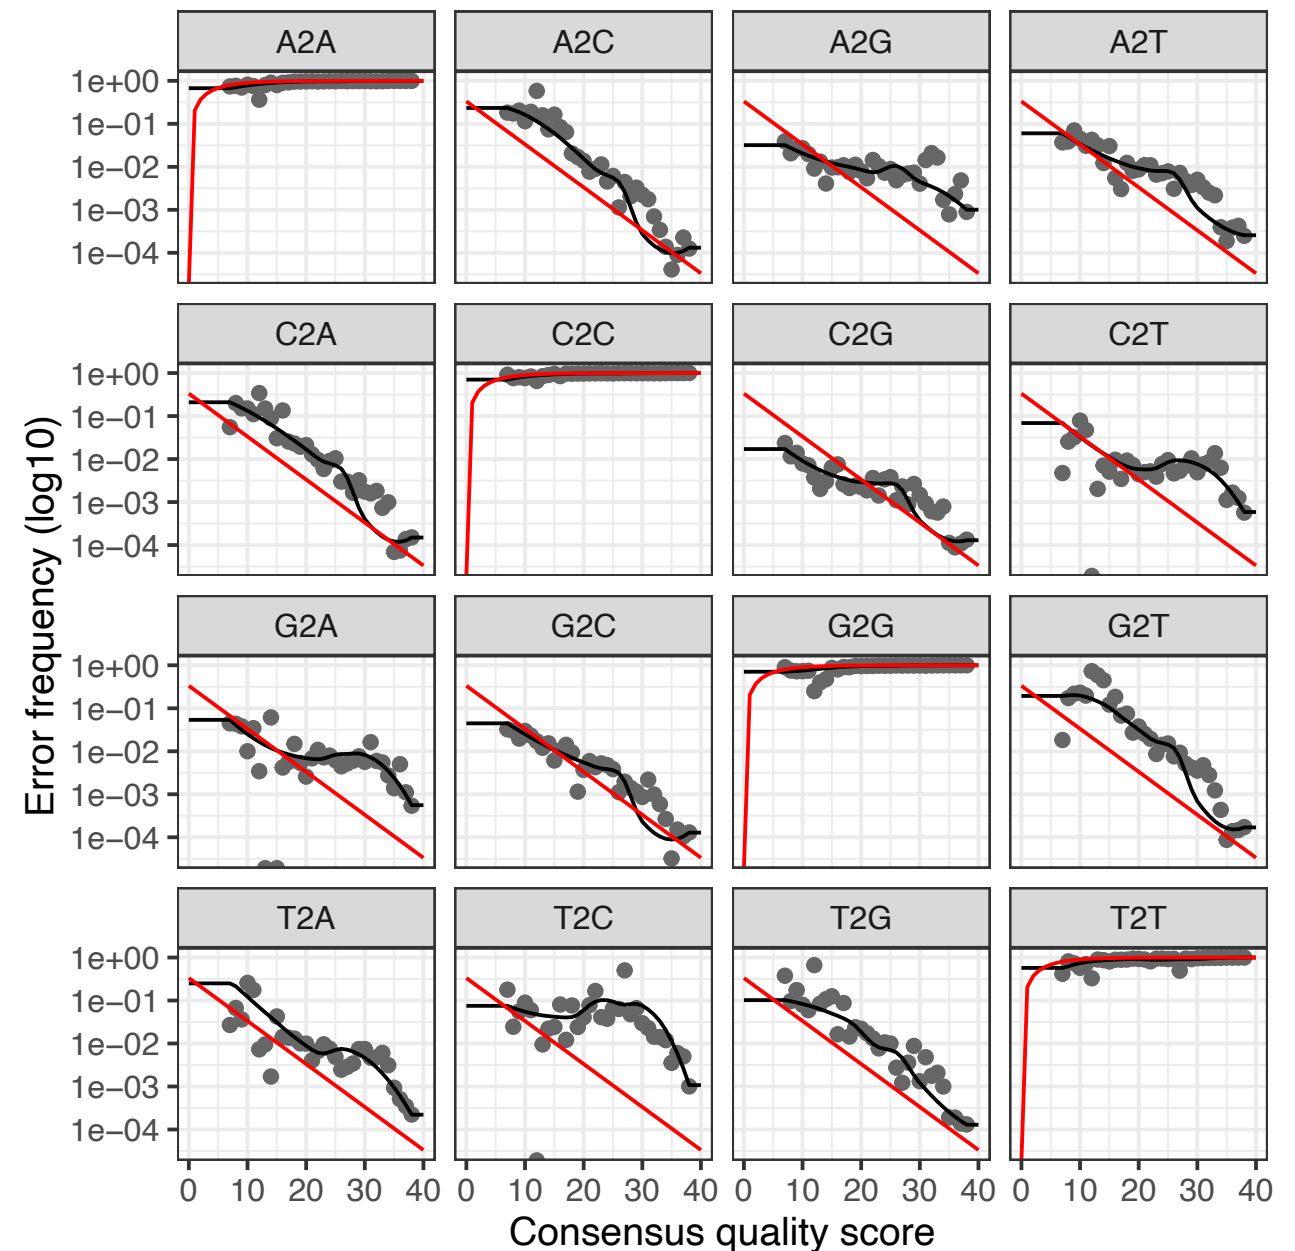 A2A A2C A2G A2T
1e+00
1e−01
1e−02
1e−03
1e−04
C2A C2C C2G C2T
1e+00
1e−01
1e−02
1e−03
1e−04
G2A G2C G2G G2T
1e+00
1e−01
1e−02
1e−03
1e−04
T2A T2C T2G T2T
1e+00
1e−01
1e−02
1e−03
1e−04
0 10 20 30 40 0 10 20 30 40 0 10 20 30 40 0 10 20 30 40
Consensus quality score
Error frequency (log10)